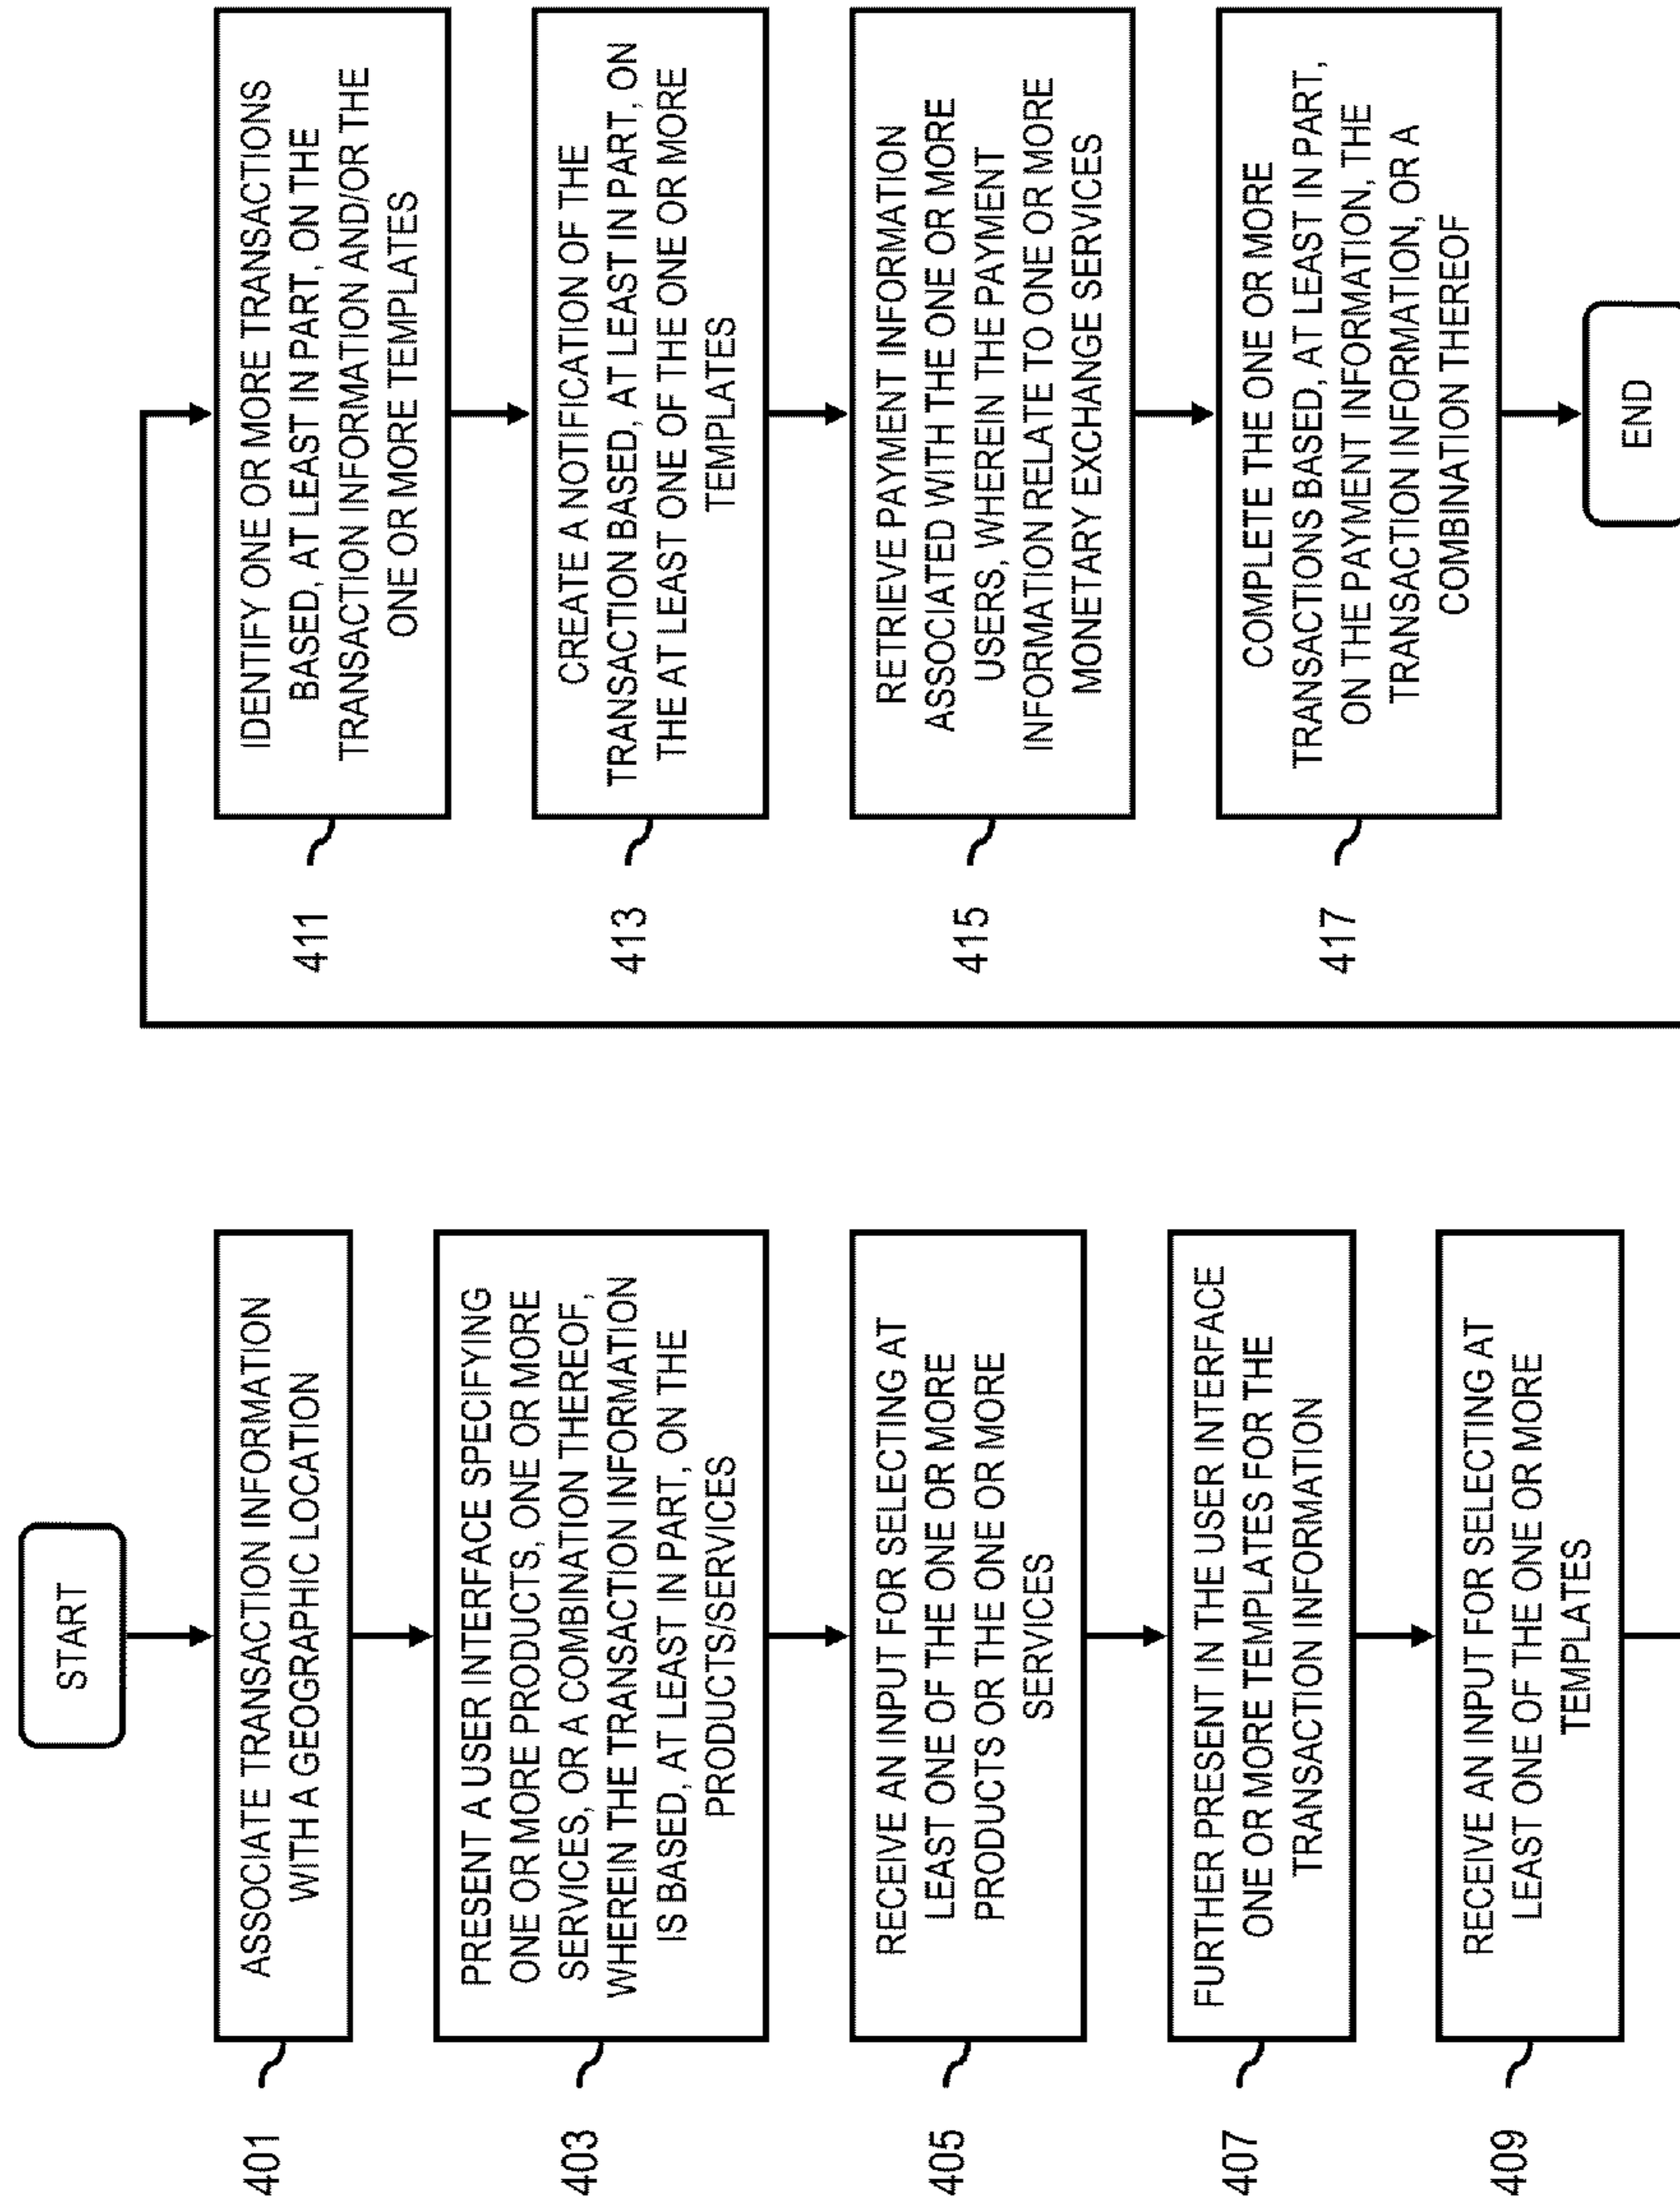 START
401
ASSOCIATE TRANSACTION INFORMATION
WITH A GEOGRAPHIC LOCATION
403
PRESENT A USER INTERFACE SPECIFYING
ONE OR MORE PRODUCTS, ONE OR MORE
SERVICES, OR A COMBINATION THEREOF,
WHEREIN THE TRANSACTION INFORMATION
IS BASED, AT LEAST IN PART, ON THE
PRODUCTS/SERVICES
405
RECEIVE AN INPUT FOR SELECTING AT
LEAST ONE OF THE ONE OR MORE
PRODUCTS OR THE ONE OR MORE
SERVICES
407
FURTHER PRESENT IN THE USER INTERFACE
ONE OR MORE TEMPLATES FOR THE
TRANSACTION INFORMATION
409
RECEIVE AN INPUT FOR SELECTING AT
LEAST ONE OF THE ONE OR MORE
TEMPLATES
411
IDENTIFY ONE OR MORE TRANSACTIONS
BASED, AT LEAST IN PART, ON THE
TRANSACTION INFORMATION AND/OR THE
ONE OR MORE TEMPLATES
413
CREATE A NOTIFICATION OF THE
TRANSACTION BASED, AT LEAST IN PART, ON
THE AT LEAST ONE OF THE ONE OR MORE
TEMPLATES
415
RETRIEVE PAYMENT INFORMATION
ASSOCIATED WITH THE ONE OR MORE
USERS, WHEREIN THE PAYMENT
INFORMATION RELATE TO ONE OR MORE
MONETARY EXCHANGE SERVICES
417
COMPLETE THE ONE OR MORE
TRANSACTIONS BASED, AT LEAST IN PART,
ON THE PAYMENT INFORMATION, THE
TRANSACTION INFORMATION, OR A
COMBINATION THEREOF
END